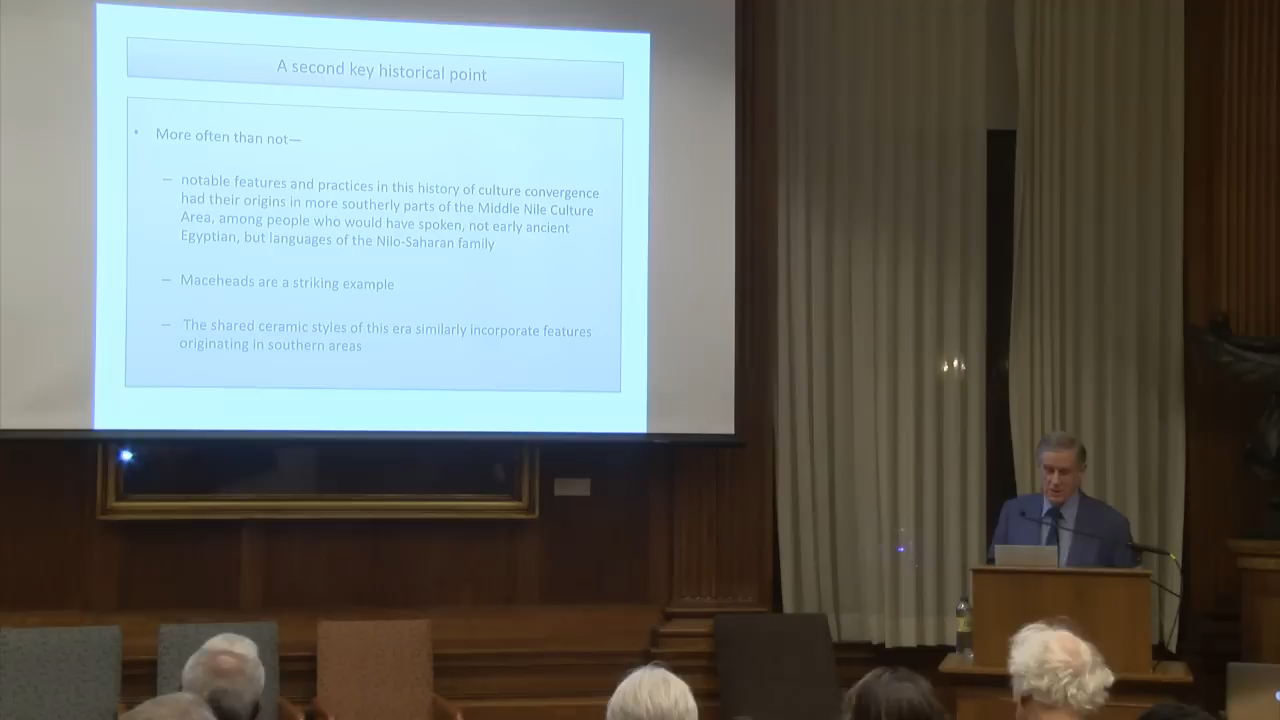 A second key historical point
• More often than not—
– notable features and practices in this history of culture convergence
had their origins in more southerly parts of the Middle Nile Culture
Area, among people who would have spoken, not early ancient
Egyptian, but languages of the Nilo-Saharan family
– Maceheads are a striking example
– The shared ceramic styles of this era similarly incorporate features
originating in southern areas